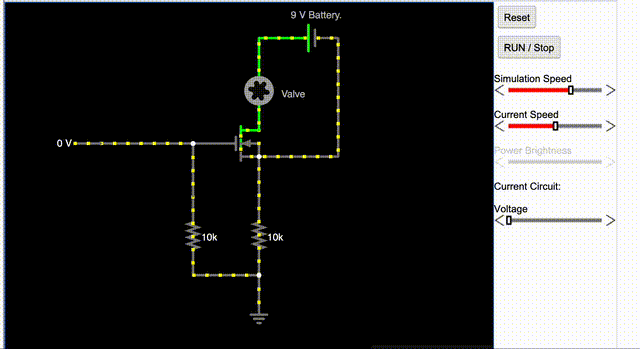 9 V Battery.
Reset
RUN / Stop
Valve
Simulation Speed
Current Speed
0 V
Power Brightness
Current Circuit:
Voltage
10k
10k